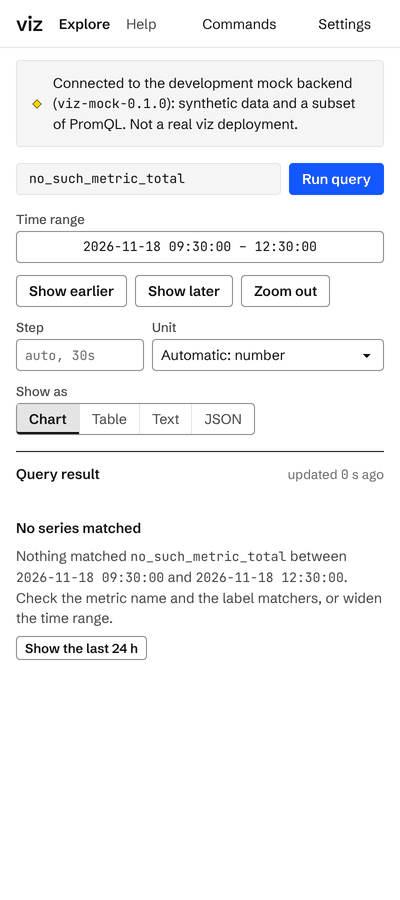 viz Explore Help Commands Settings
Connected to the development mock backend
(viz-mock-0.1.0): synthetic data and a subset
of PromQL. Not a real viz deployment.
no_such_metric_total Run query
Time range
2026-11-18 09:30:00 – 12:30:00
Show earlier Show later Zoom out
Step Unit
auto, 30s Automatic: number
Show as
Chart Table Text JSON
Query result updated 0 s ago
No series matched
Nothing matched no_such_metric_total between
2026-11-18 09:30:00 and 2026-11-18 12:30:00.
Check the metric name and the label matchers, or widen
the time range.
Show the last 24 h